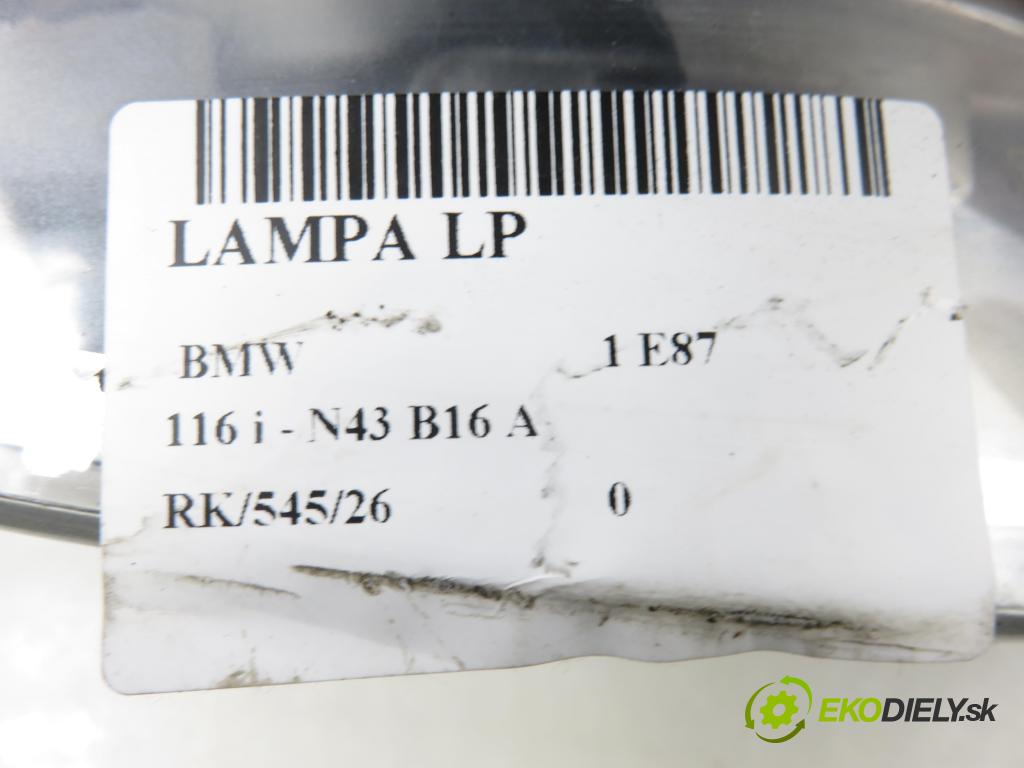 LAMPA LP
BMW 1 E87
116 i - N43 B16 A
RK/545/26 0
EKODIELY.sk